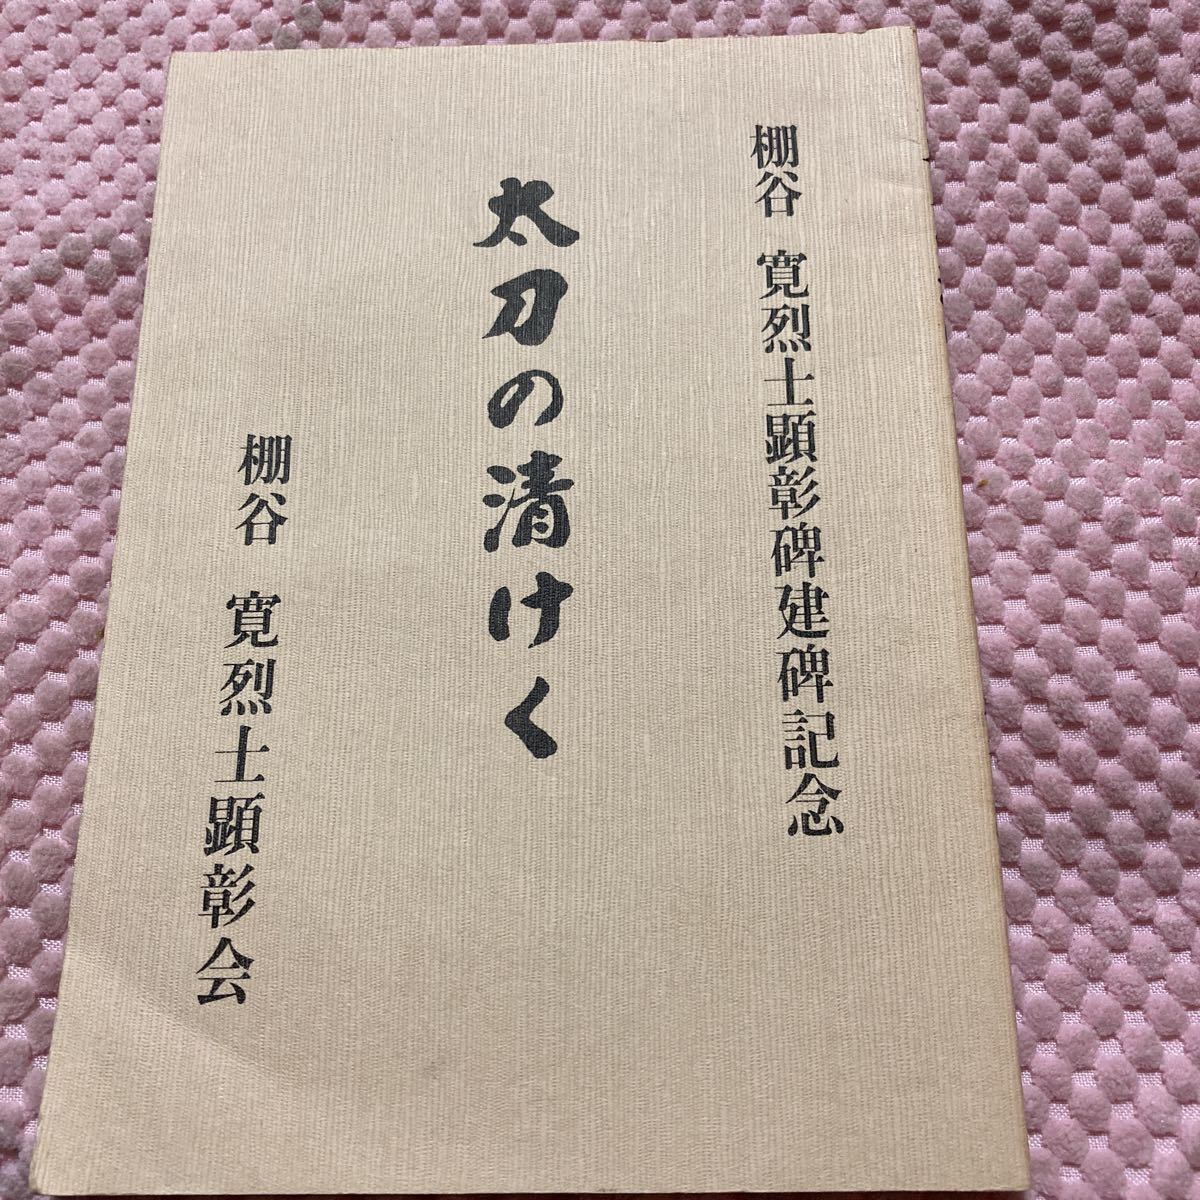 棚谷 寛烈士顕彰碑建碑記念
太刀の清けく
棚谷 寛烈士顕彰会